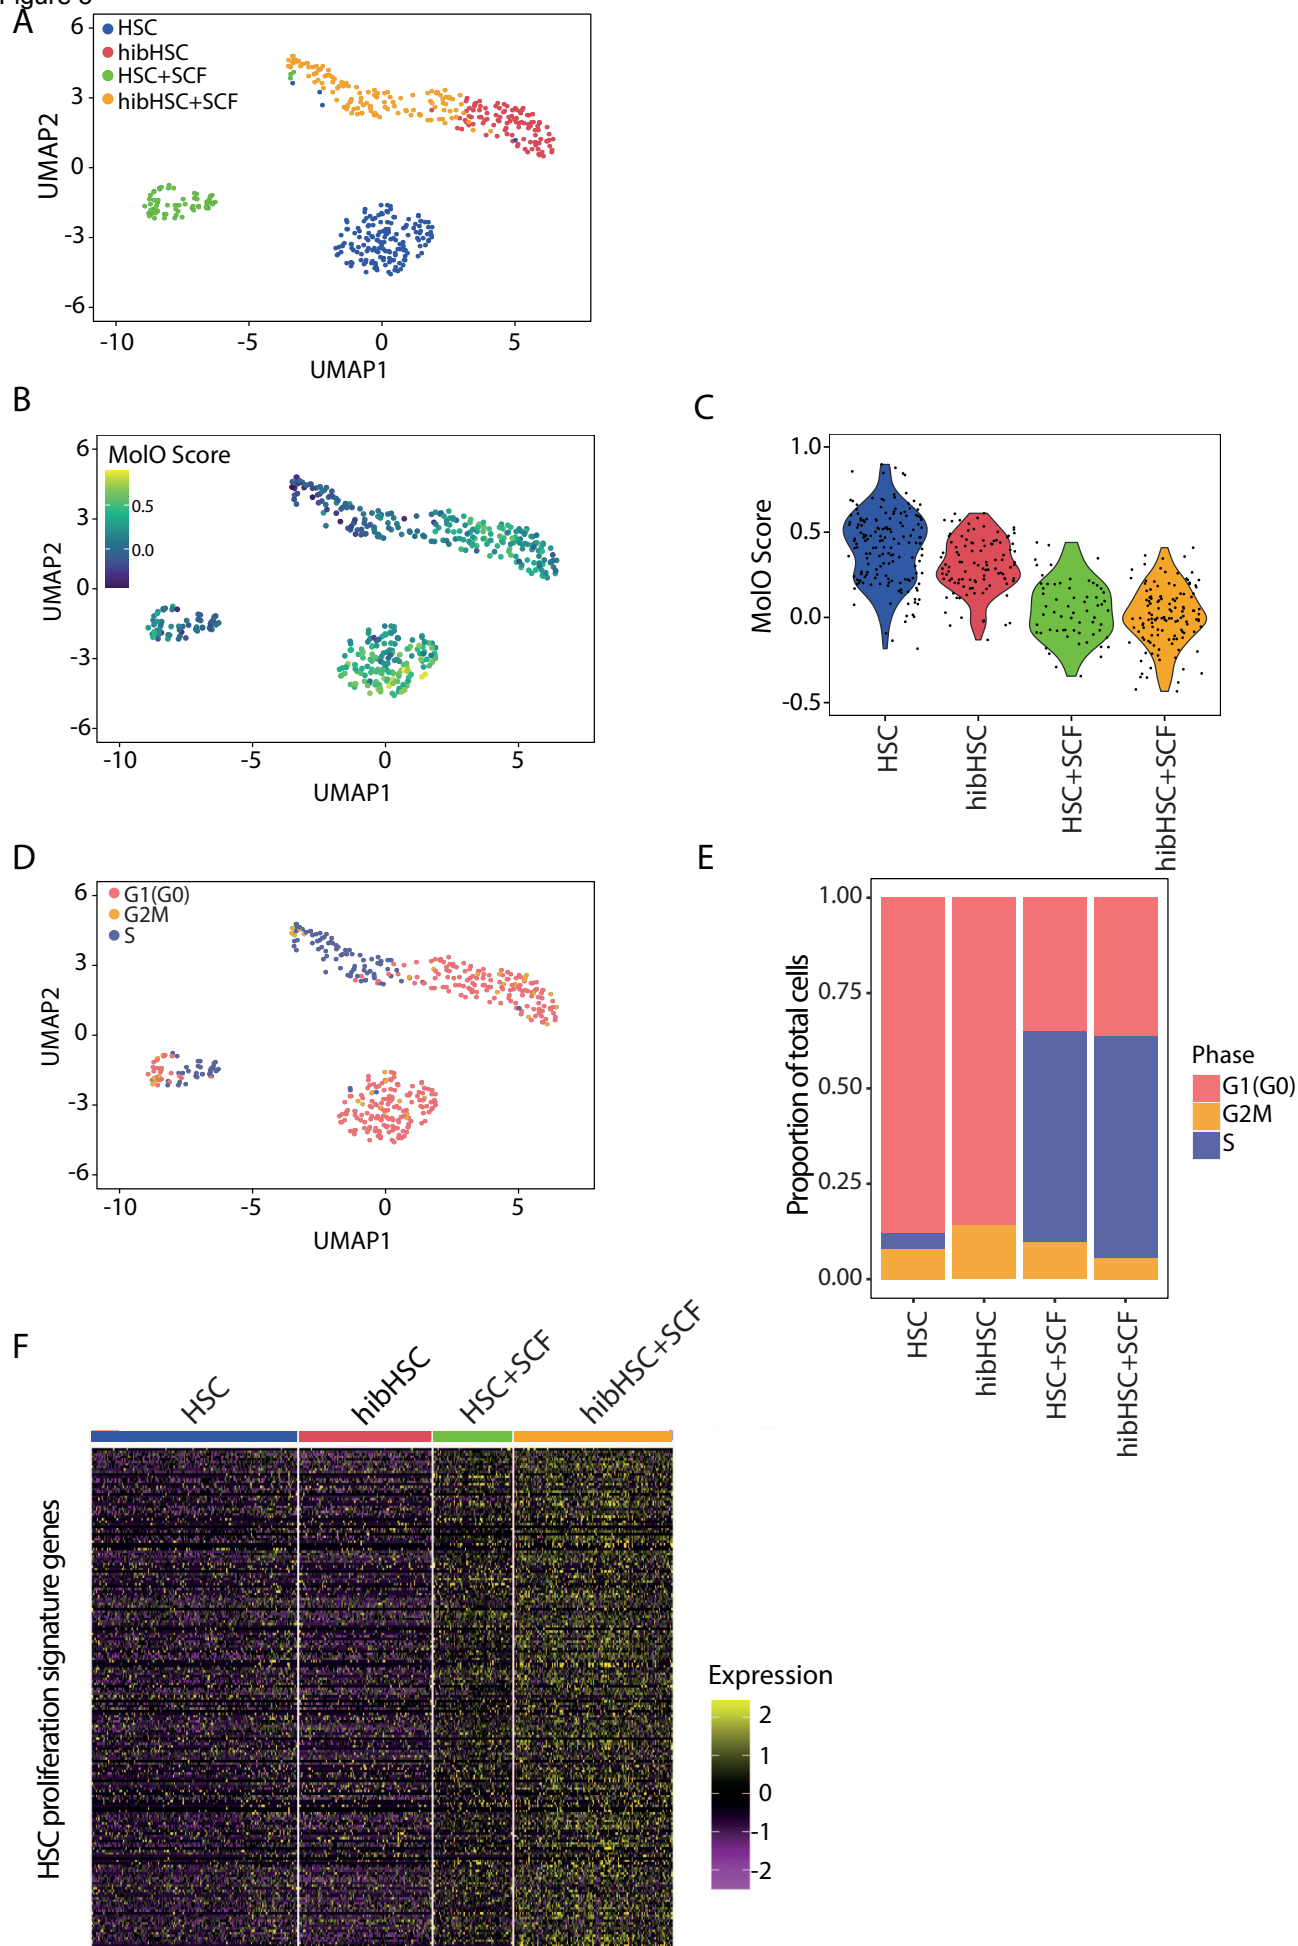 A
6
3
0
-3
-6
UMAP2
HSC
hibHSC
HSC+SCF
hibHSC+SCF
-10
-5
0
5
UMAP1
B
6
3
0
-3
-6
UMAP2
MolO Score
0.5
0.0
-10
-5
0
5
UMAP1
C
1.0
0.5
0.0
-0.5
MolO Score
HSC
hibHSC
HSC+SCF
hibHSC+SCF
D
6
3
0
-3
-6
UMAP2
G1(G0)
G2M
S
-10
-5
0
5
UMAP1
E
1.00
0.75
0.50
0.25
0.00
Proportion of total cells
HSC
hibHSC
HSC+SCF
hibHSC+SCF
Phase
G1(G0)
G2M
S
F
HSC
hibHSC
HSC+SCF
hibHSC+SCF
HSC proliferation signature genes
Expression
2
1
0
-1
-2